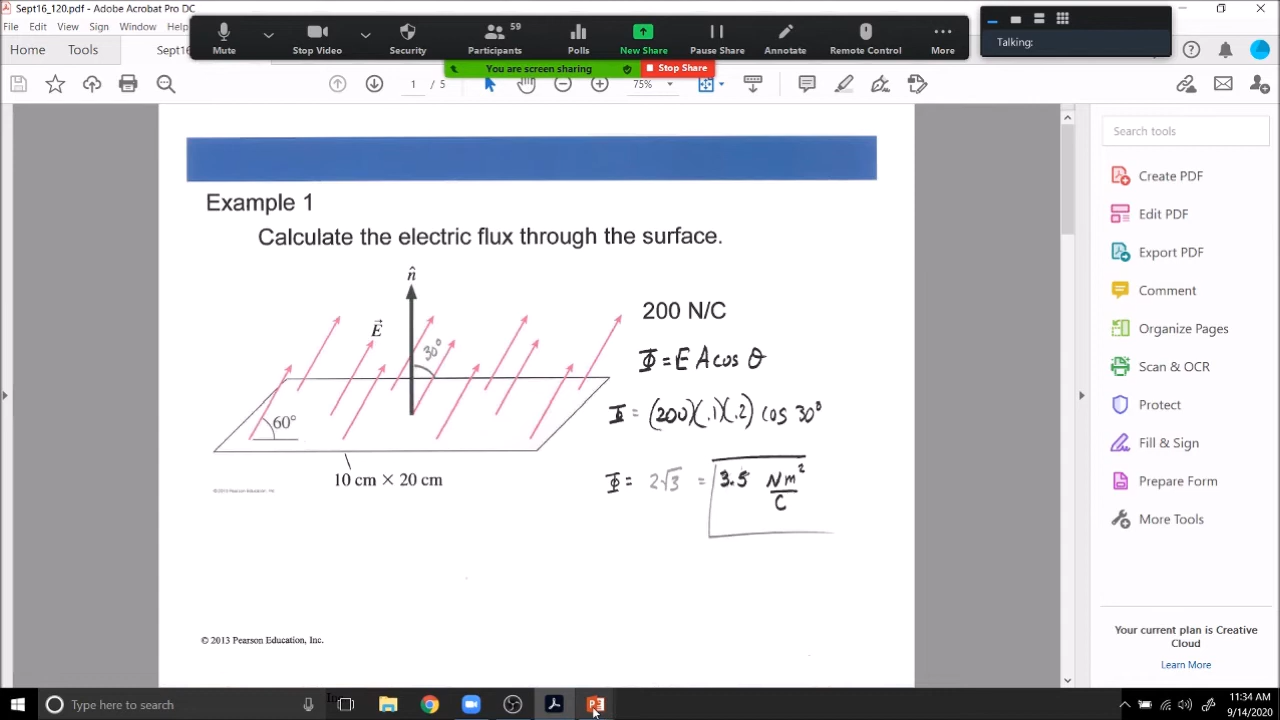 Sept16_120.pdf - Adobe Acrobat Pro DC
File Edit View Sign Window Help
Home Tools Sept16
Mute Stop Video Security Participants 59 Polls New Share Pause Share Annotate Remote Control More
Talking:
You are screen sharing Stop Share
1 / 5 75%
Example 1
Calculate the electric flux through the surface.
n̂
E⃗
30°
60°
10 cm × 20 cm
200 N/C
Φ = E A cos θ
Φ = (200)(.1)(.2) cos 30°
Φ = 2√3 = 3.5 Nm²/C
© 2013 Pearson Education, Inc.
Search tools
Create PDF
Edit PDF
Export PDF
Comment
Organize Pages
Scan & OCR
Protect
Fill & Sign
Prepare Form
More Tools
Your current plan is Creative
Cloud
Learn More
Type here to search
11:34 AM
9/14/2020